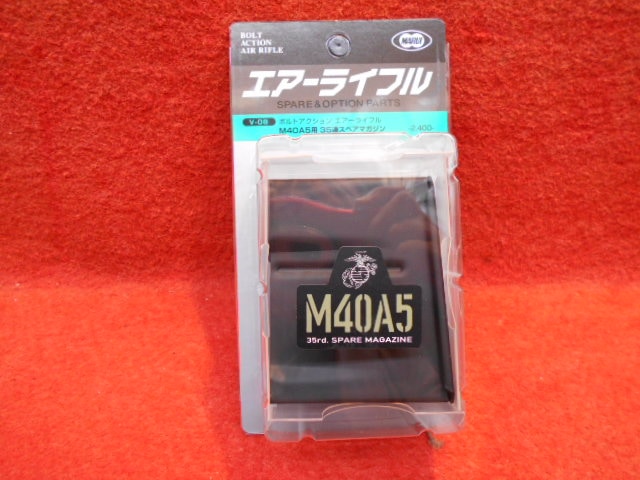 BOLT
ACTION
AIR RIFLE
MARUI
エアーライフル
SPARE & OPTION PARTS
V-08 ボルトアクション エアーライフル
M40A5用 35連スペアマガジン 2,400
M40A5
35rd. SPARE MAGAZINE